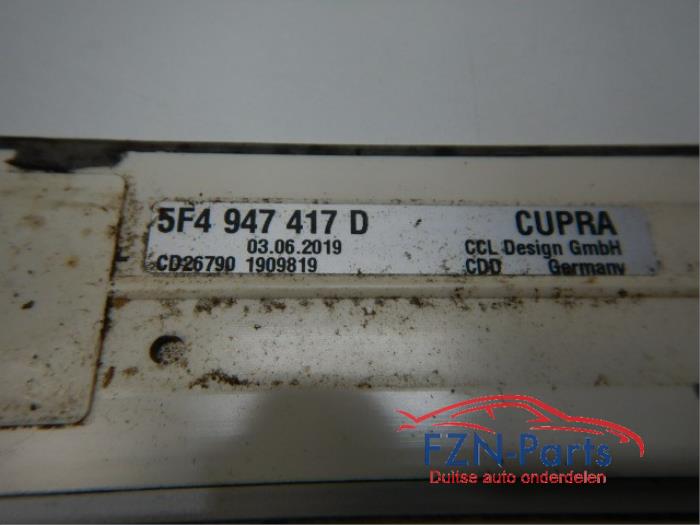 5F4 947 417 D CUPRA
03.06.2019 CCL Design GmbH
CD26790 1909819 CDD Germany
FZN-Parts
Duitse auto onderdelen